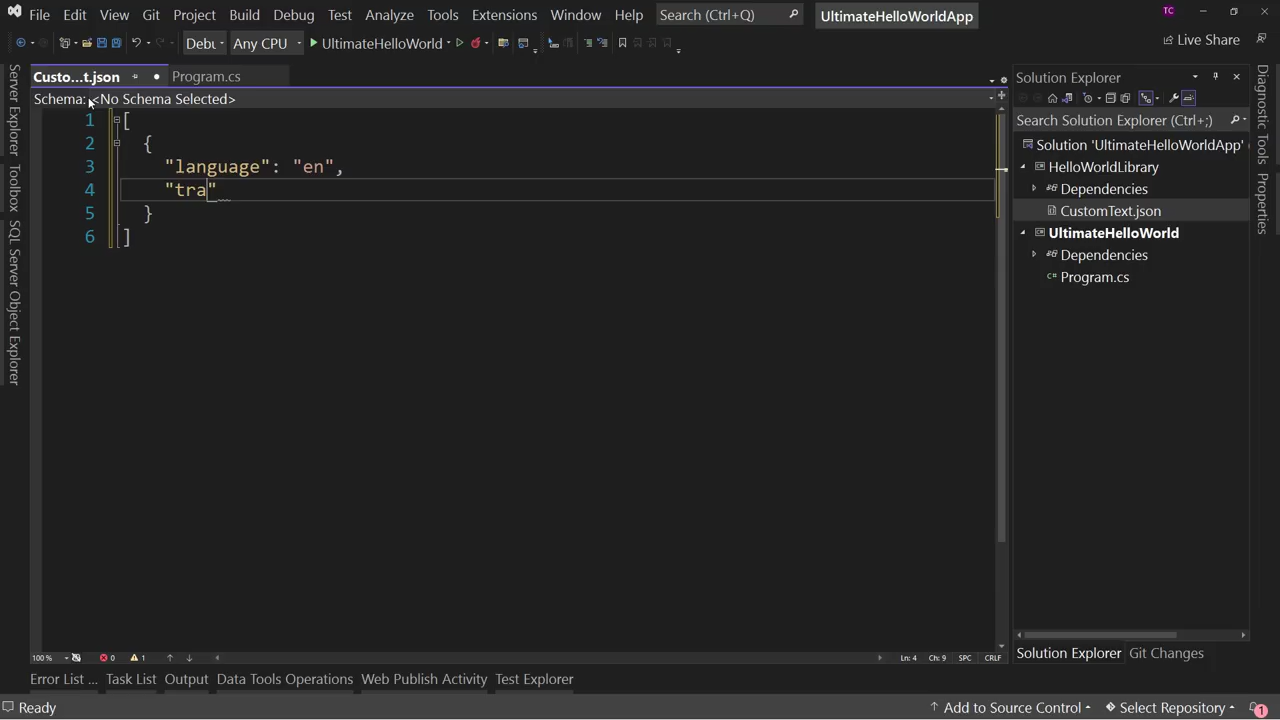 File Edit View Git Project Build Debug Test Analyze Tools Extensions Window Help Search (Ctrl+Q) UltimateHelloWorldApp TC
Debu Any CPU UltimateHelloWorld Live Share
Custo...t.json Program.cs
Schema: <No Schema Selected>
1 [
2 {
3 "language": "en",
4 "tra"
5 }
6 ]
Server Explorer
Toolbox
SQL Server Object Explorer
100 % 0 1 Ln: 4 Ch: 9 SPC CRLF
Solution Explorer
Search Solution Explorer (Ctrl+;)
Solution 'UltimateHelloWorldApp' (
HelloWorldLibrary
Dependencies
CustomText.json
UltimateHelloWorld
Dependencies
C# Program.cs
Solution Explorer Git Changes
Diagnostic Tools
Properties
Error List ... Task List Output Data Tools Operations Web Publish Activity Test Explorer
Ready Add to Source Control Select Repository 1